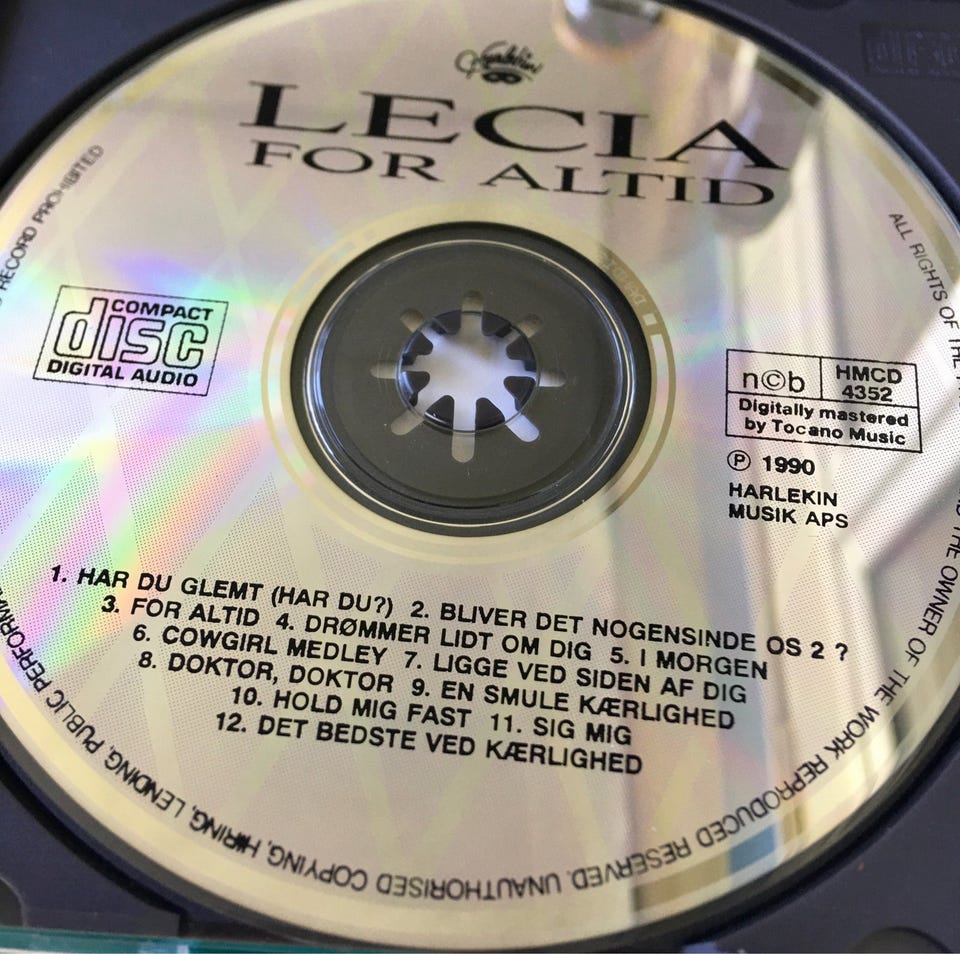 LECIA
FOR ALTID
COMPACT
disc
DIGITAL AUDIO
n©b
HMCD
4352
Digitally mastered
by Tocano Music
Ⓟ 1990
HARLEKIN
MUSIK APS
1. HAR DU GLEMT (HAR DU?) 2. BLIVER DET NOGENSINDE OS 2 ?
3. FOR ALTID 4. DRØMMER LIDT OM DIG 5. I MORGEN
6. COWGIRL MEDLEY 7. LIGGE VED SIDEN AF DIG
8. DOKTOR, DOKTOR 9. EN SMULE KÆRLIGHED
10. HOLD MIG FAST 11. SIG MIG
12. DET BEDSTE VED KÆRLIGHED
ALL RIGHTS OF THE
THE OWNER OF THE WORK REPRODUCED RESERVED. UNAUTHORISED COPYING, HIRING, LENDING, PUBLIC
RECORD PROHIBITED